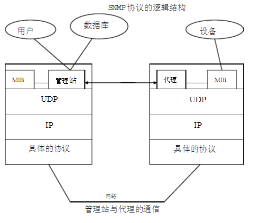 SNMP协议的逻辑结构
用户
数据库
设备
MIB
管理站
代理
MIB
UDP
UDP
IP
IP
具体的协议
具体的协议
网络
管理站与代理的通信